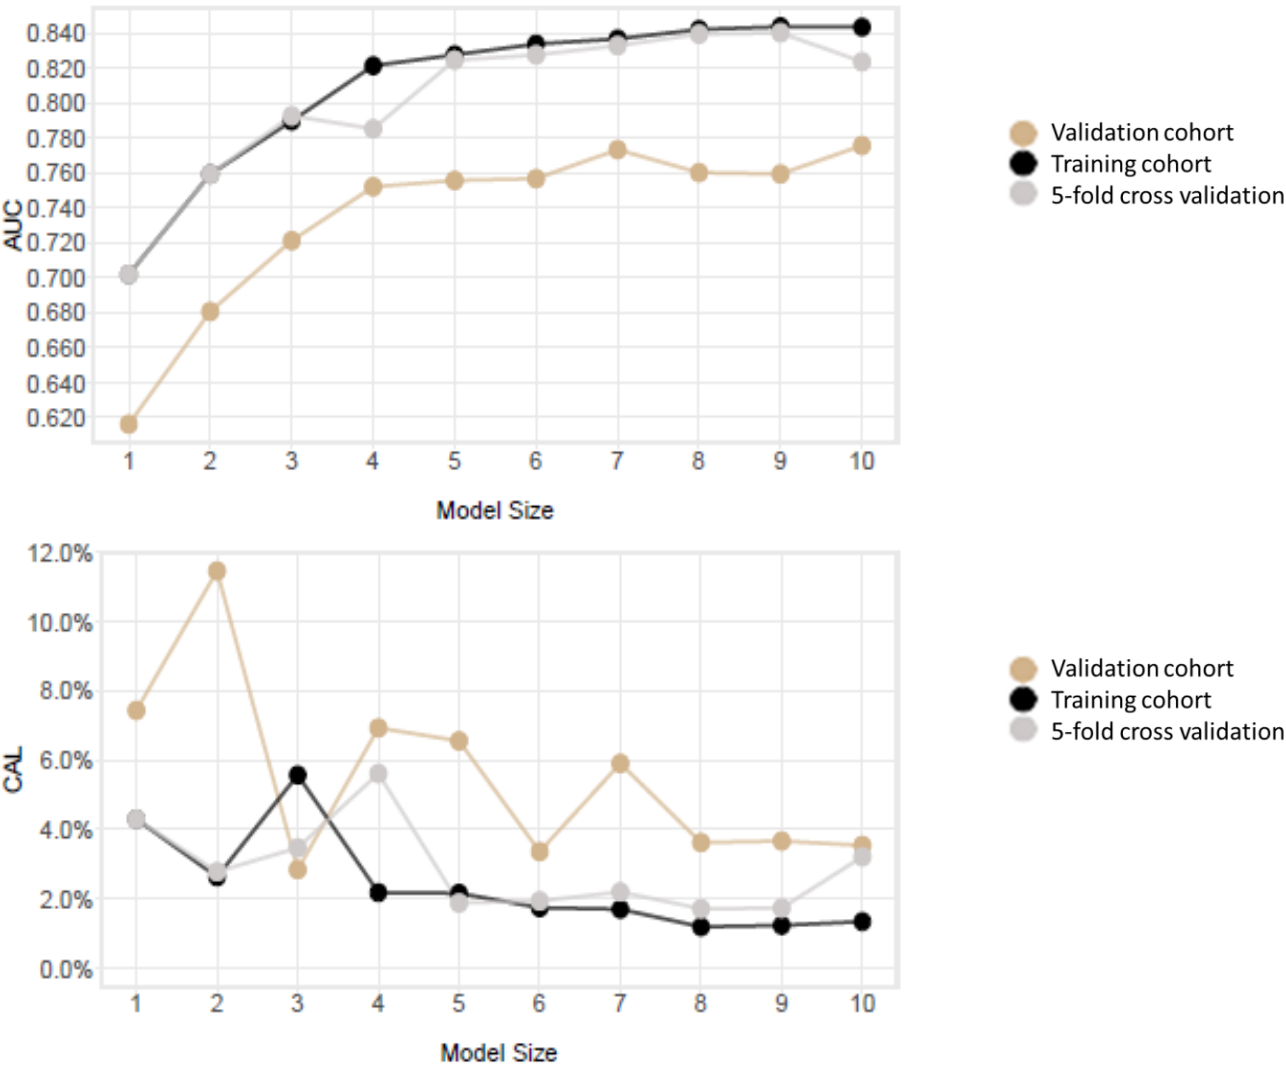 0.840
0.820
0.800
0.780
0.760
0.740
0.720
0.700
0.680
0.660
0.640
0.620
AUC
1 2 3 4 5 6 7 8 9 10
Model Size
Validation cohort
Training cohort
5-fold cross validation
12.0%
10.0%
8.0%
6.0%
4.0%
2.0%
0.0%
CAL
1 2 3 4 5 6 7 8 9 10
Model Size
Validation cohort
Training cohort
5-fold cross validation